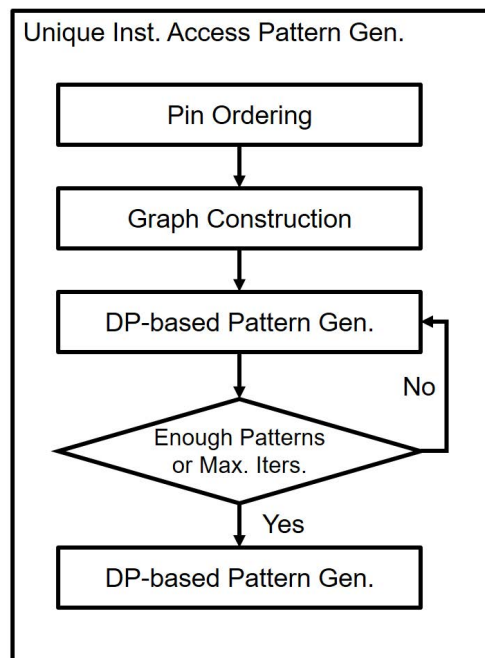 Unique Inst. Access Pattern Gen.
Pin Ordering
Graph Construction
DP-based Pattern Gen.
No
Enough Patterns
or Max. Iters.
Yes
DP-based Pattern Gen.